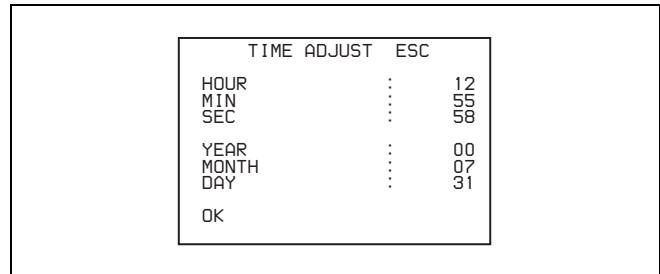 TIME ADJUST ESC
HOUR : 12
MIN : 55
SEC : 58
YEAR : 00
MONTH : 07
DAY : 31
OK